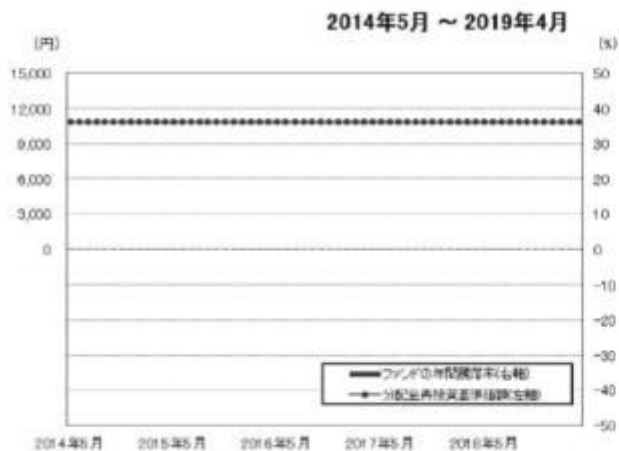 2014年5月 ～ 2019年4月
(円)
(%)
15,000
50
12,000
40
9,000
30
6,000
20
3,000
10
0
0
-10
-20
-30
-40
-50
ファンドの年間騰落率(右軸)
分配金再投資基準価額(左軸)
2014年5月
2015年5月
2016年5月
2017年5月
2018年5月